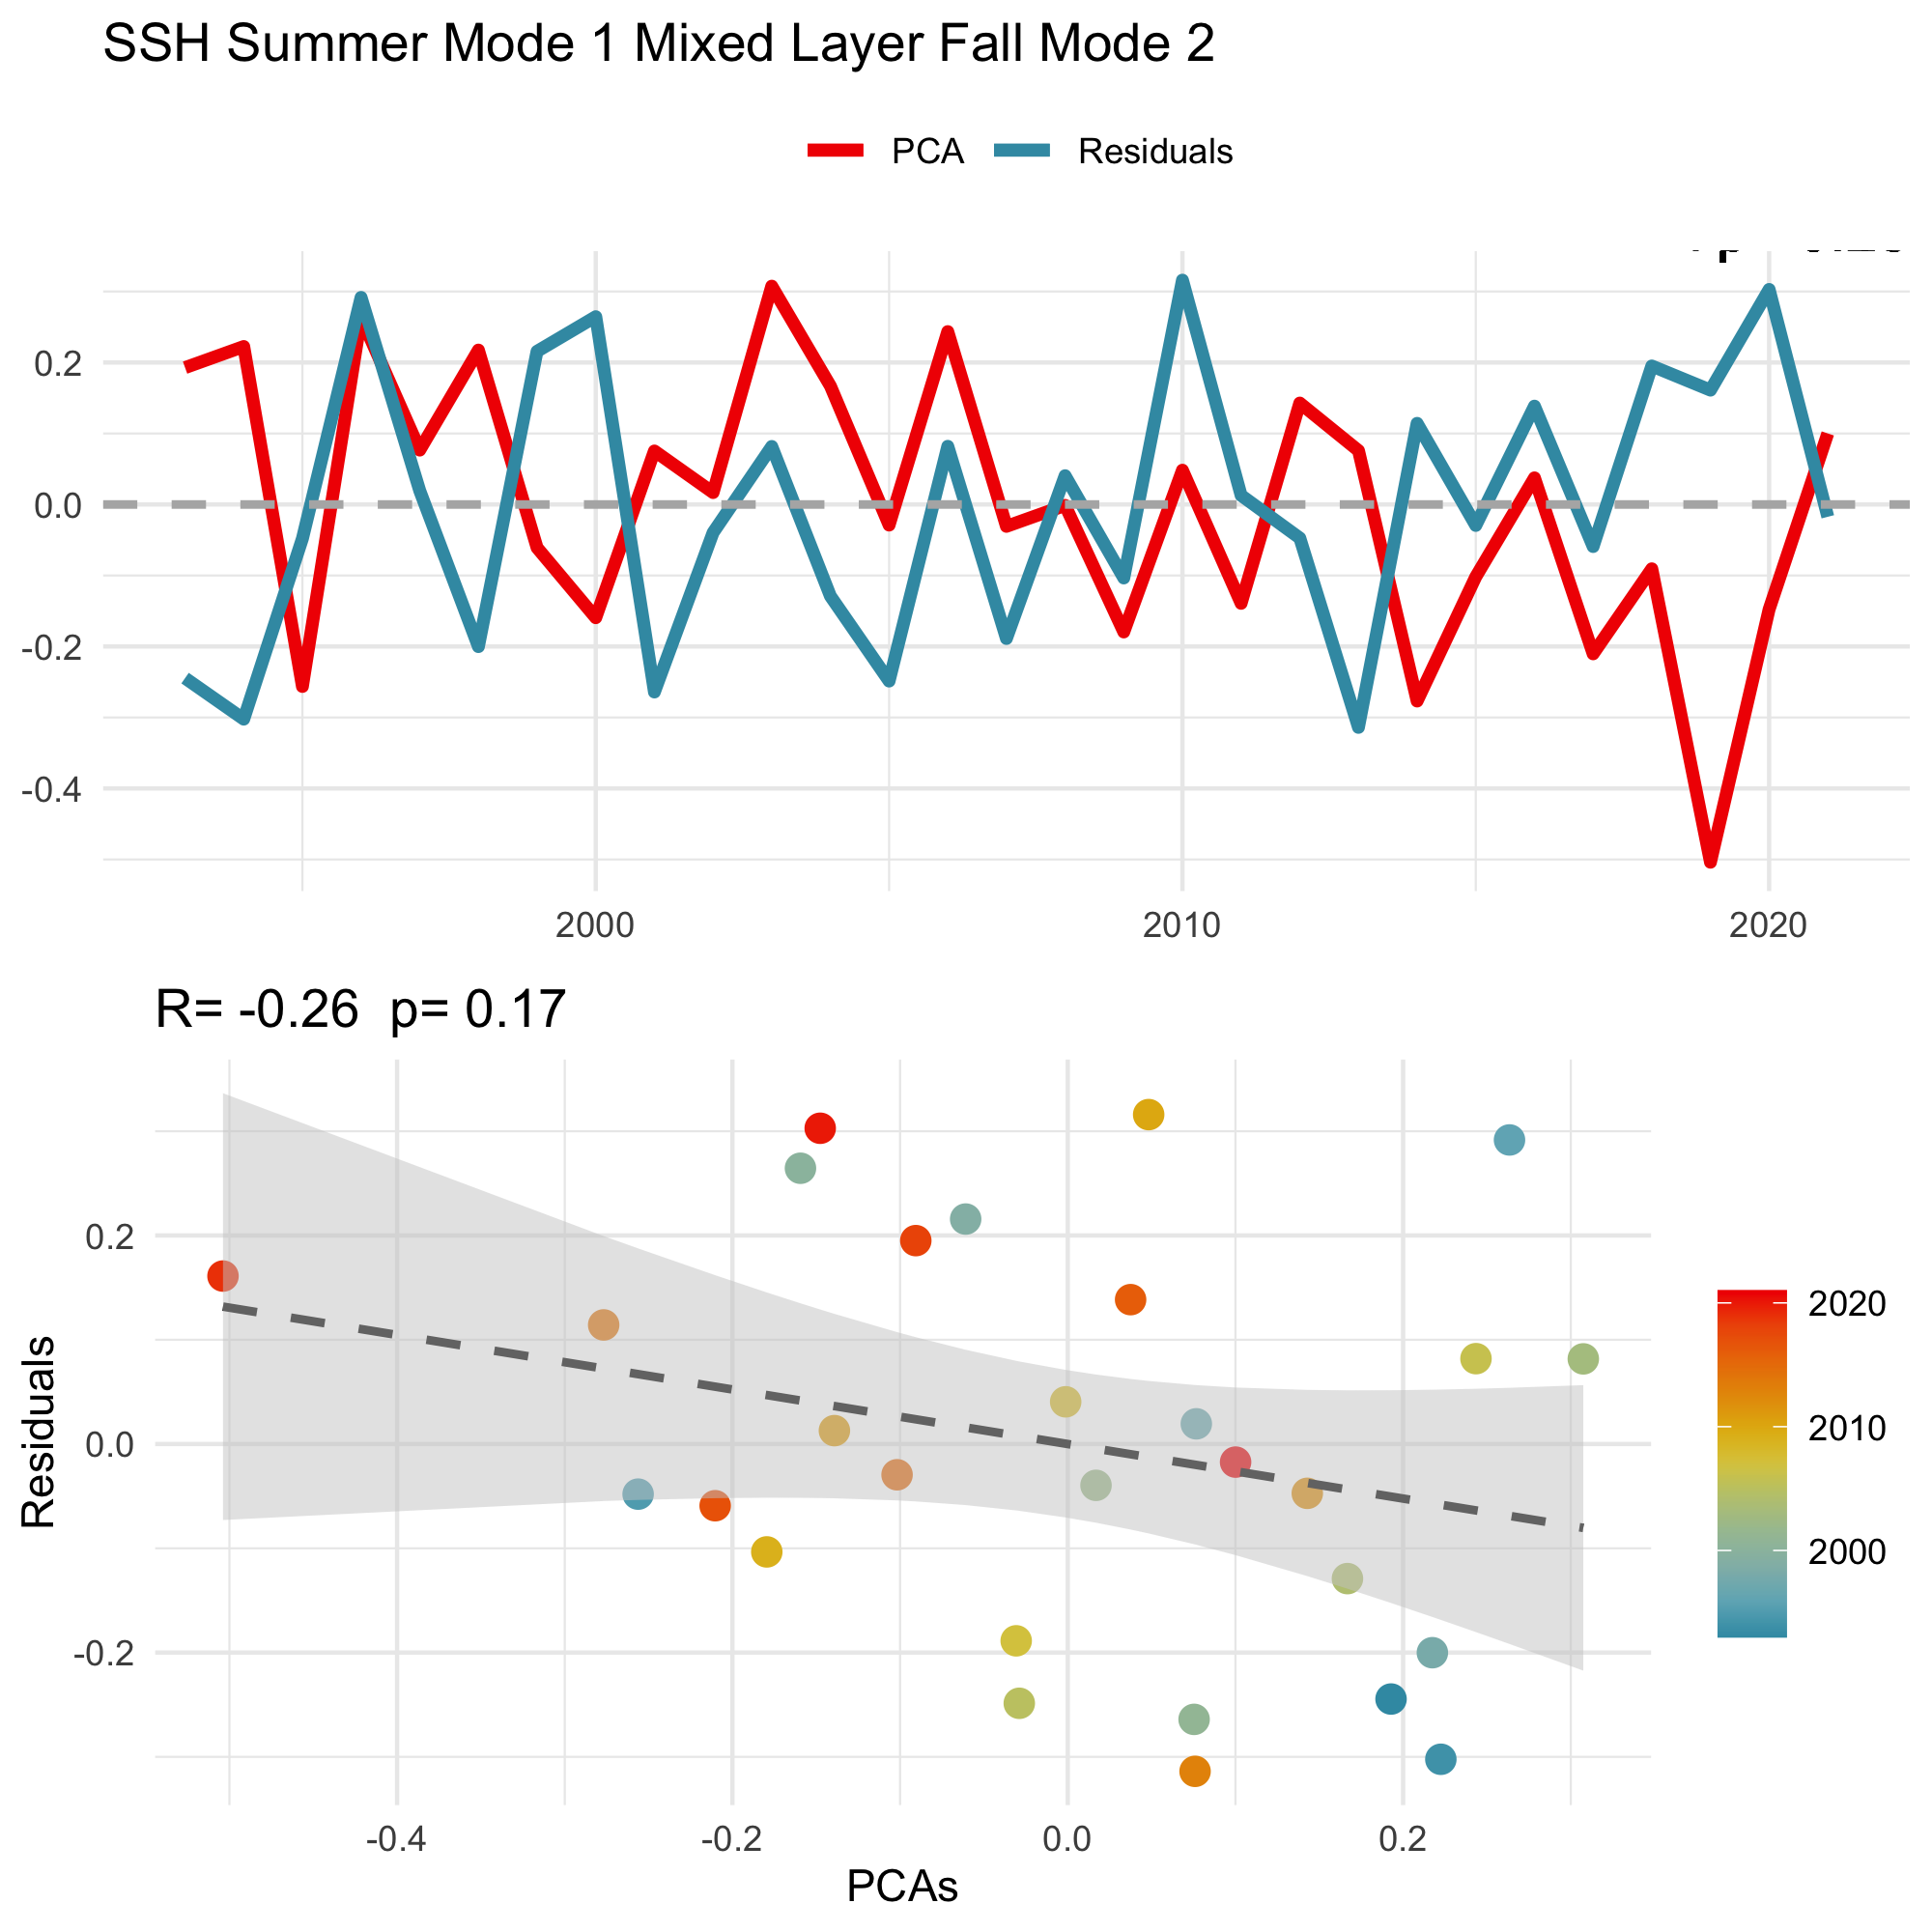 SSH Summer Mode 1 Mixed Layer Fall Mode 2
PCA Residuals
0.2
0.0
-0.2
-0.4
2000 2010 2020
R= -0.26 p= 0.17
Residuals
0.2
0.0
-0.2
-0.4 -0.2 0.0 0.2
PCAs
2020
2010
2000